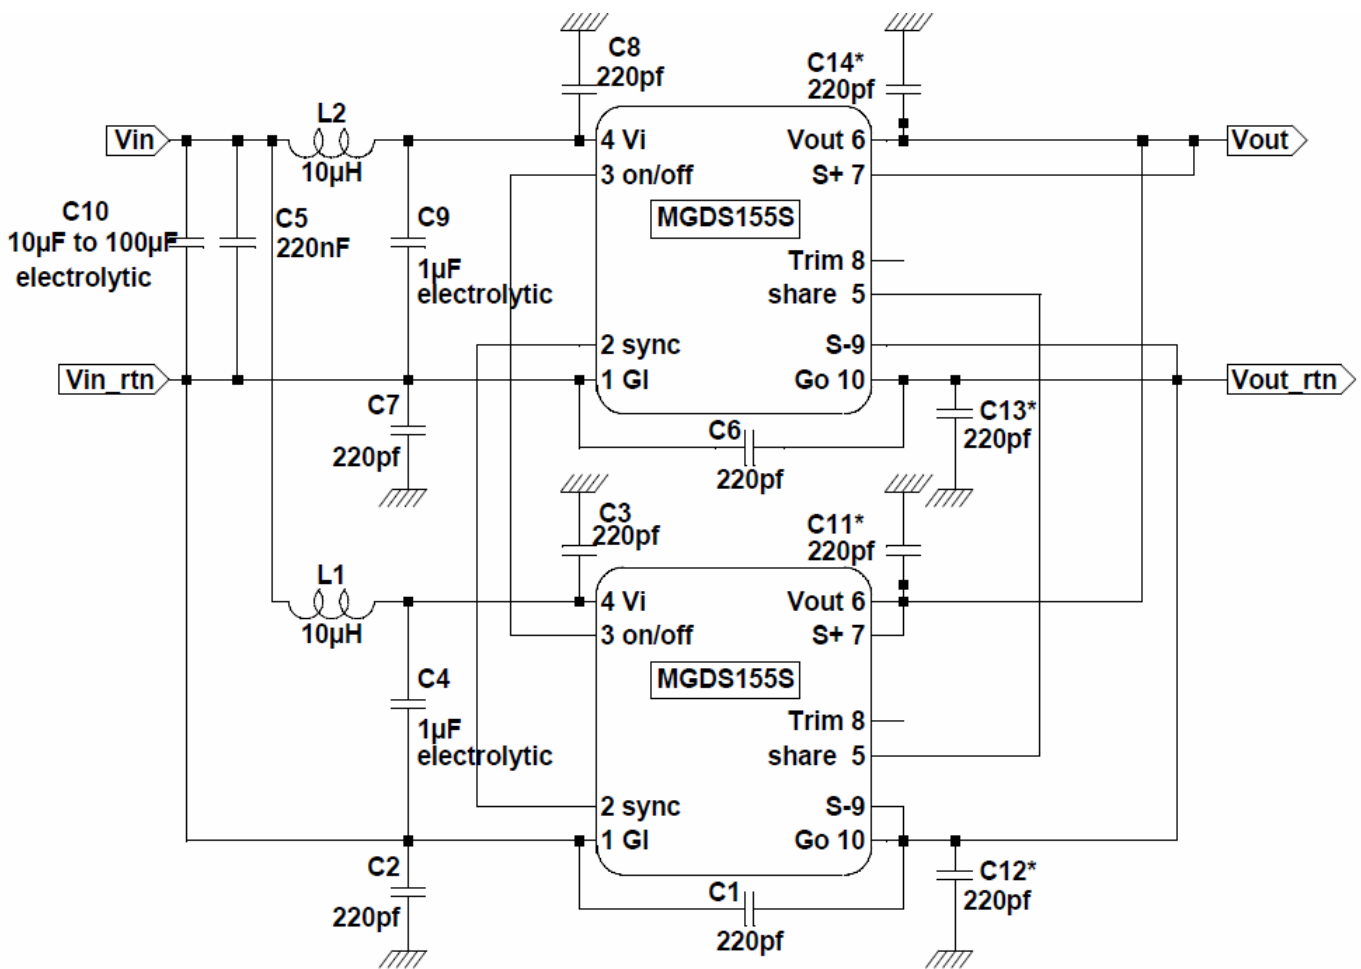 C8
220pf
C14*
220pf
L2
10µH
Vin
4 Vi
Vout 6
Vout
3 on/off
S+ 7
MGDS155S
C10
10µF to 100µF
electrolytic
C5
220nF
C9
1µF
electrolytic
Trim 8
share 5
2 sync
S-9
Vin_rtn
1 GI
Go 10
Vout_rtn
C7
220pf
C6
220pf
C13*
220pf
C3
220pf
C11*
220pf
L1
10µH
4 Vi
Vout 6
3 on/off
S+ 7
MGDS155S
C4
1µF
electrolytic
Trim 8
share 5
2 sync
S-9
1 GI
Go 10
C2
220pf
C1
220pf
C12*
220pf